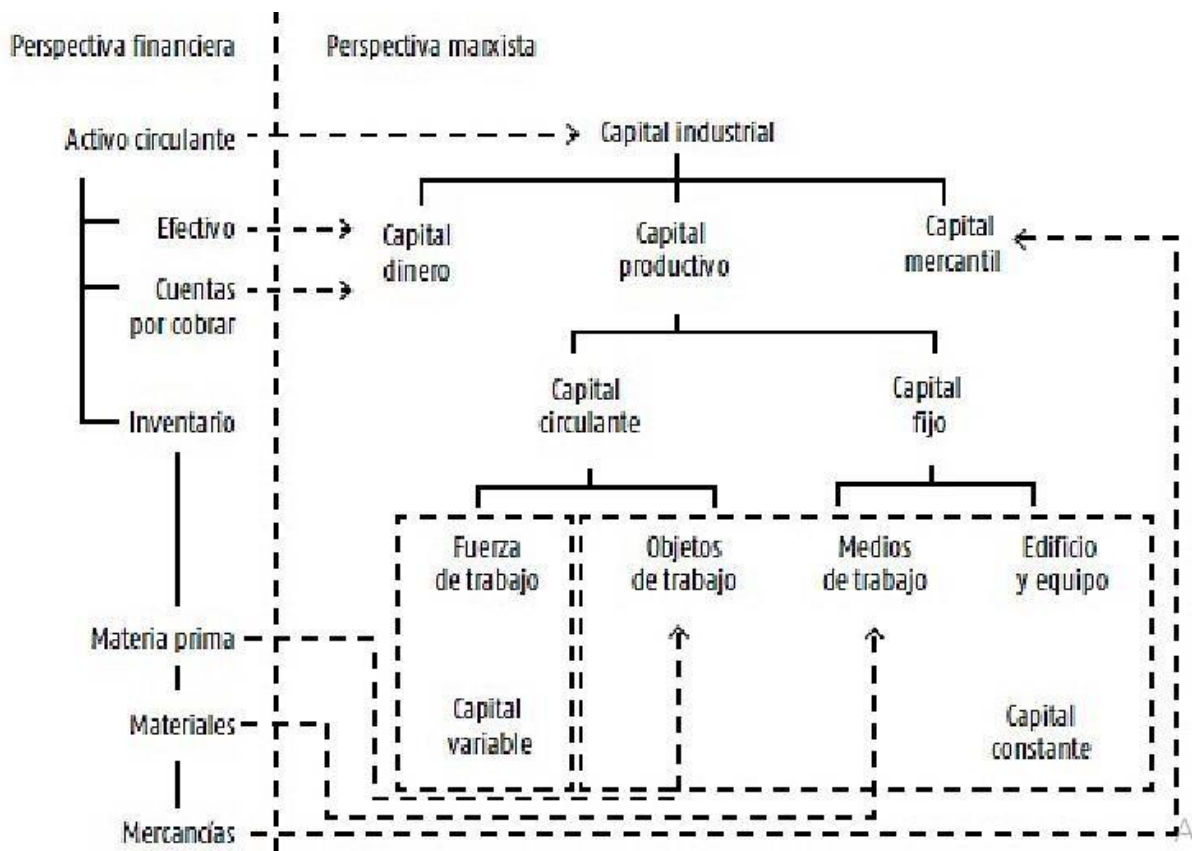 Perspectiva financiera
Perspectiva marxista
Activo circulante
Capital industrial
Efectivo
Capital
dinero
Capital
productivo
Capital
mercantil
Cuentas
por cobrar
Inventario
Capital
circulante
Capital
fijo
Fuerza
de trabajo
Objetos
de trabajo
Medios
de trabajo
Edificio
y equipo
Materia prima
Materiales
Capital
variable
Capital
constante
Mercancías
A